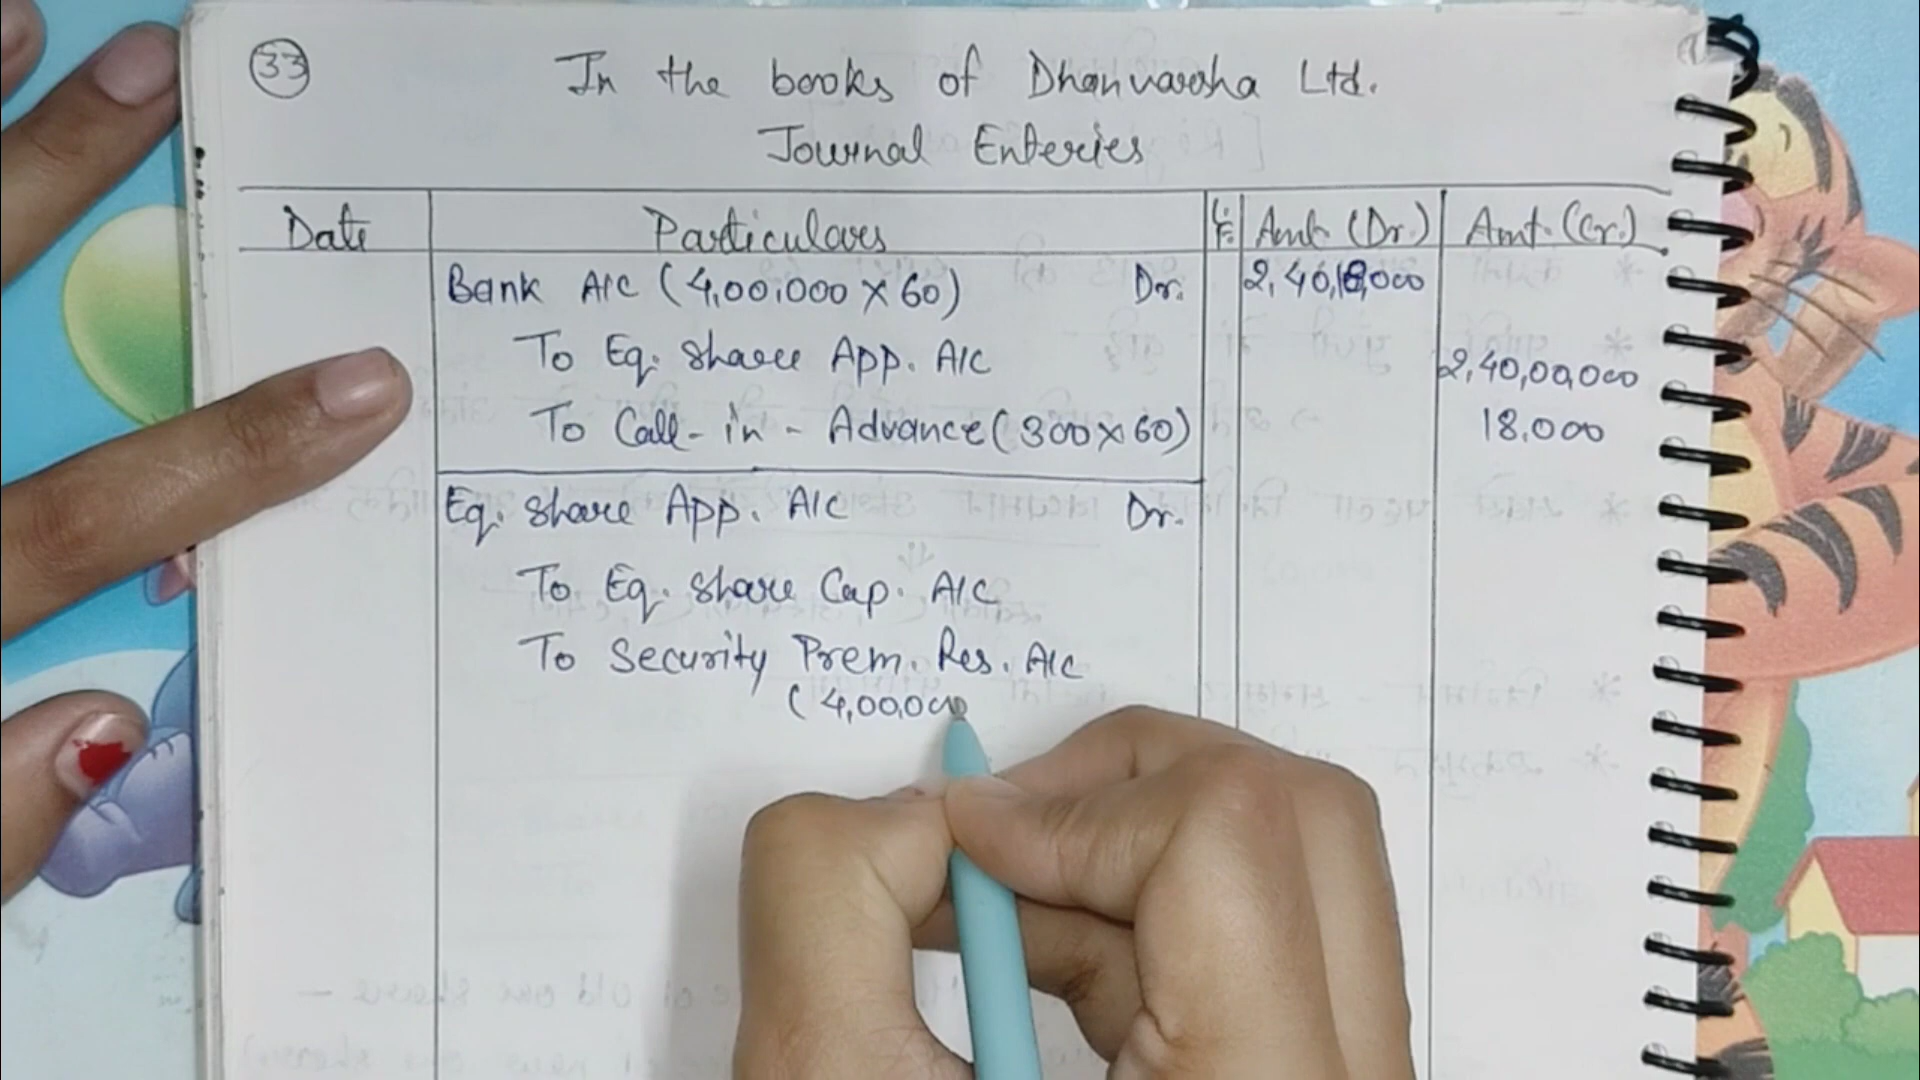 33
In the books of Dhanvarsha Ltd.
Journal Enteries
Date Particulars L.F. Amt. (Dr.) Amt. (Cr.)
Bank A/C (4,00,000 X 60) Dr. 2,40,18,000
To Eq. Share App. A/C 2,40,00,000
To Call-in-Advance (300 X 60) 18,000
Eq. Share App. A/C Dr.
To Eq. Share Cap. A/C
To Security Prem. Res. A/C
(4,00,000